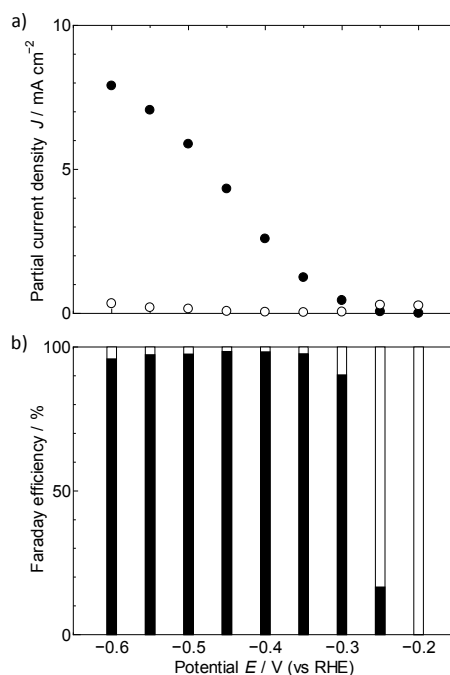 a)
10
5
0
Partial current density J / mA cm⁻²
b)
100
50
0
Faraday efficiency / %
−0.6 −0.5 −0.4 −0.3 −0.2
Potential E / V (vs RHE)